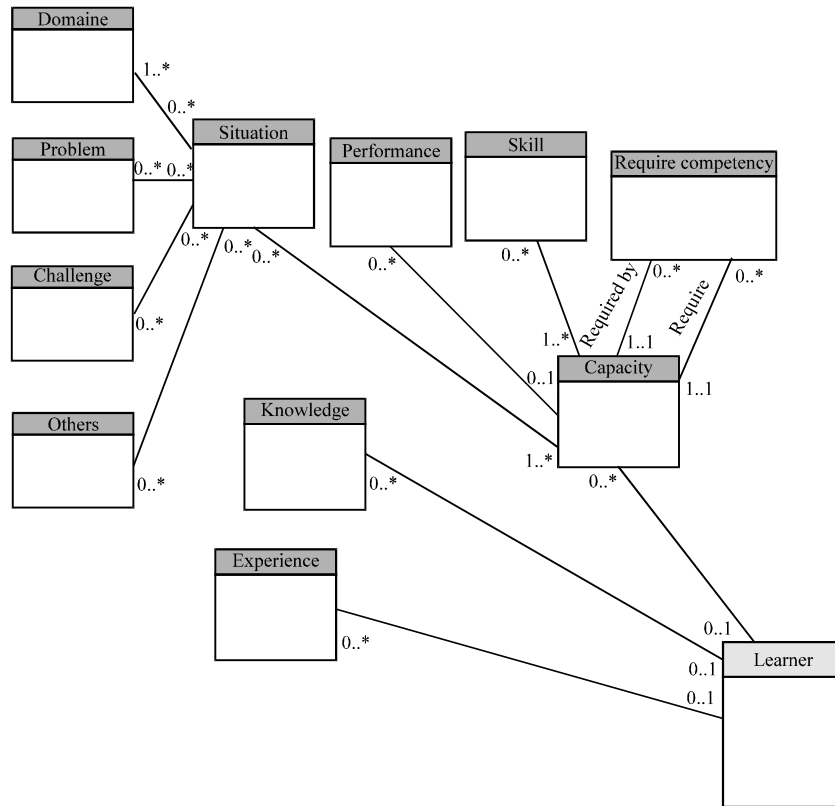 Domaine
1..*
0..*
Situation
Problem
0..*
0..*
Performance
Skill
Require competency
0..*
0..*
0..*
Challenge
0..*
0..*
0..*
Required by
0..*
Require
0..*
1..*
1..1
0..*
Capacity
0..1
1..1
Knowledge
Others
1..*
0..*
0..*
0..*
Experience
0..*
0..1
Learner
0..1
0..1